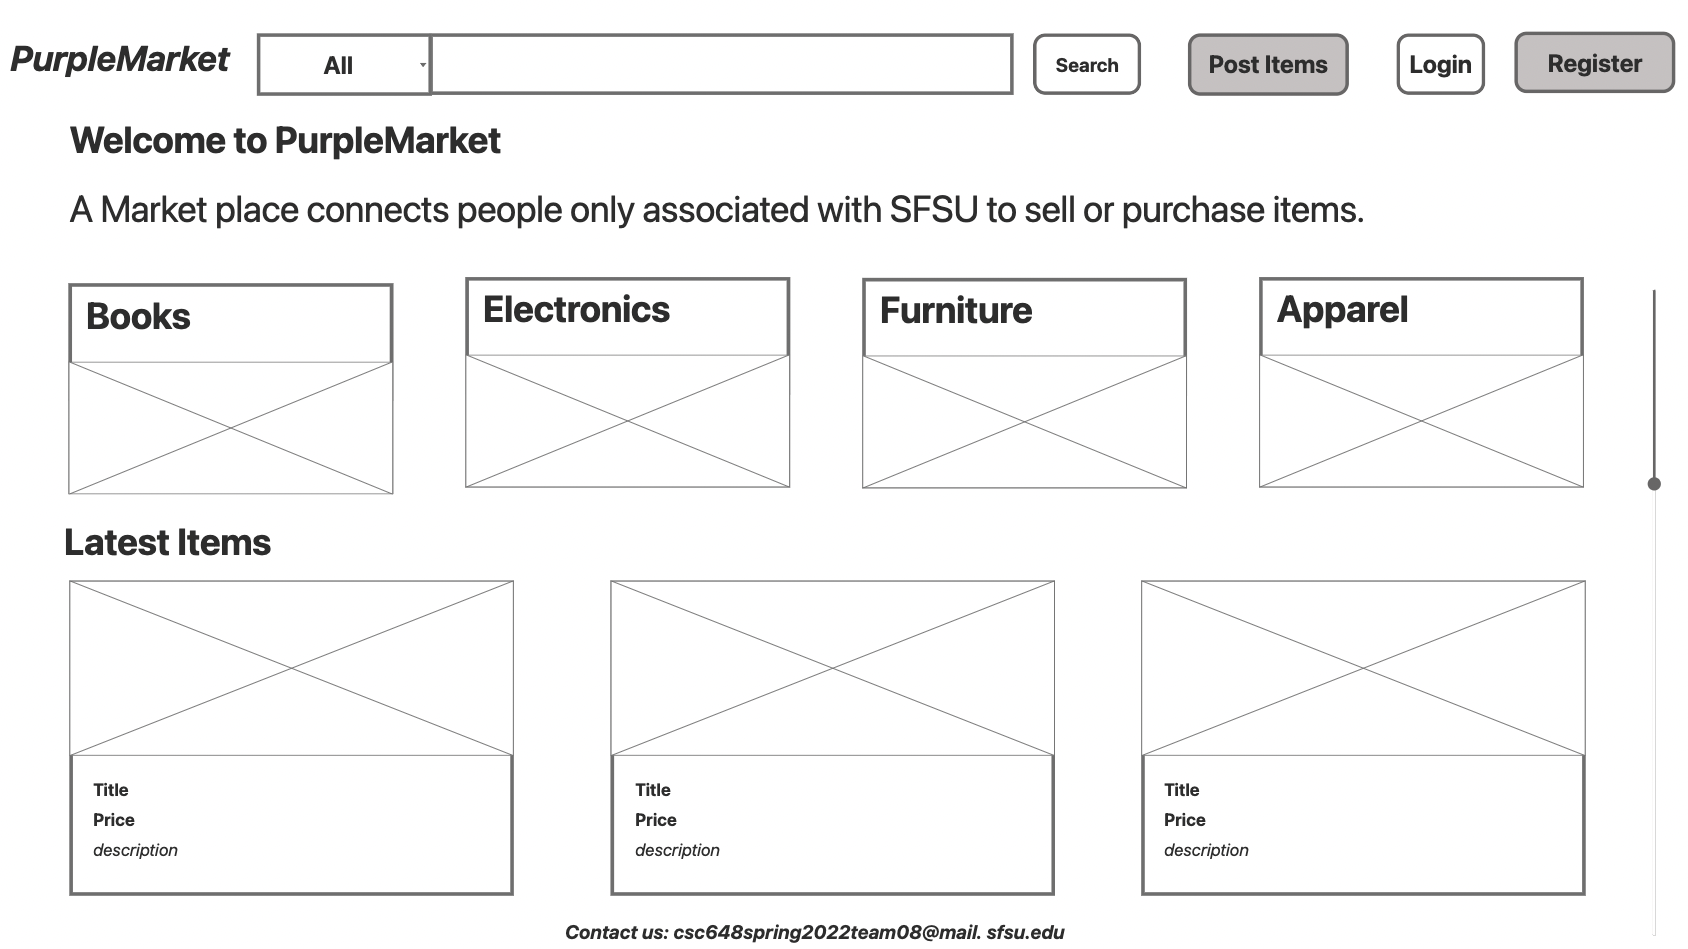 PurpleMarket All Search Post Items Login Register
Welcome to PurpleMarket
A Market place connects people only associated with SFSU to sell or purchase items.
Books Electronics Furniture Apparel
Latest Items
Title Title Title
Price Price Price
description description description
Contact us: csc648spring2022team08@mail. sfsu.edu